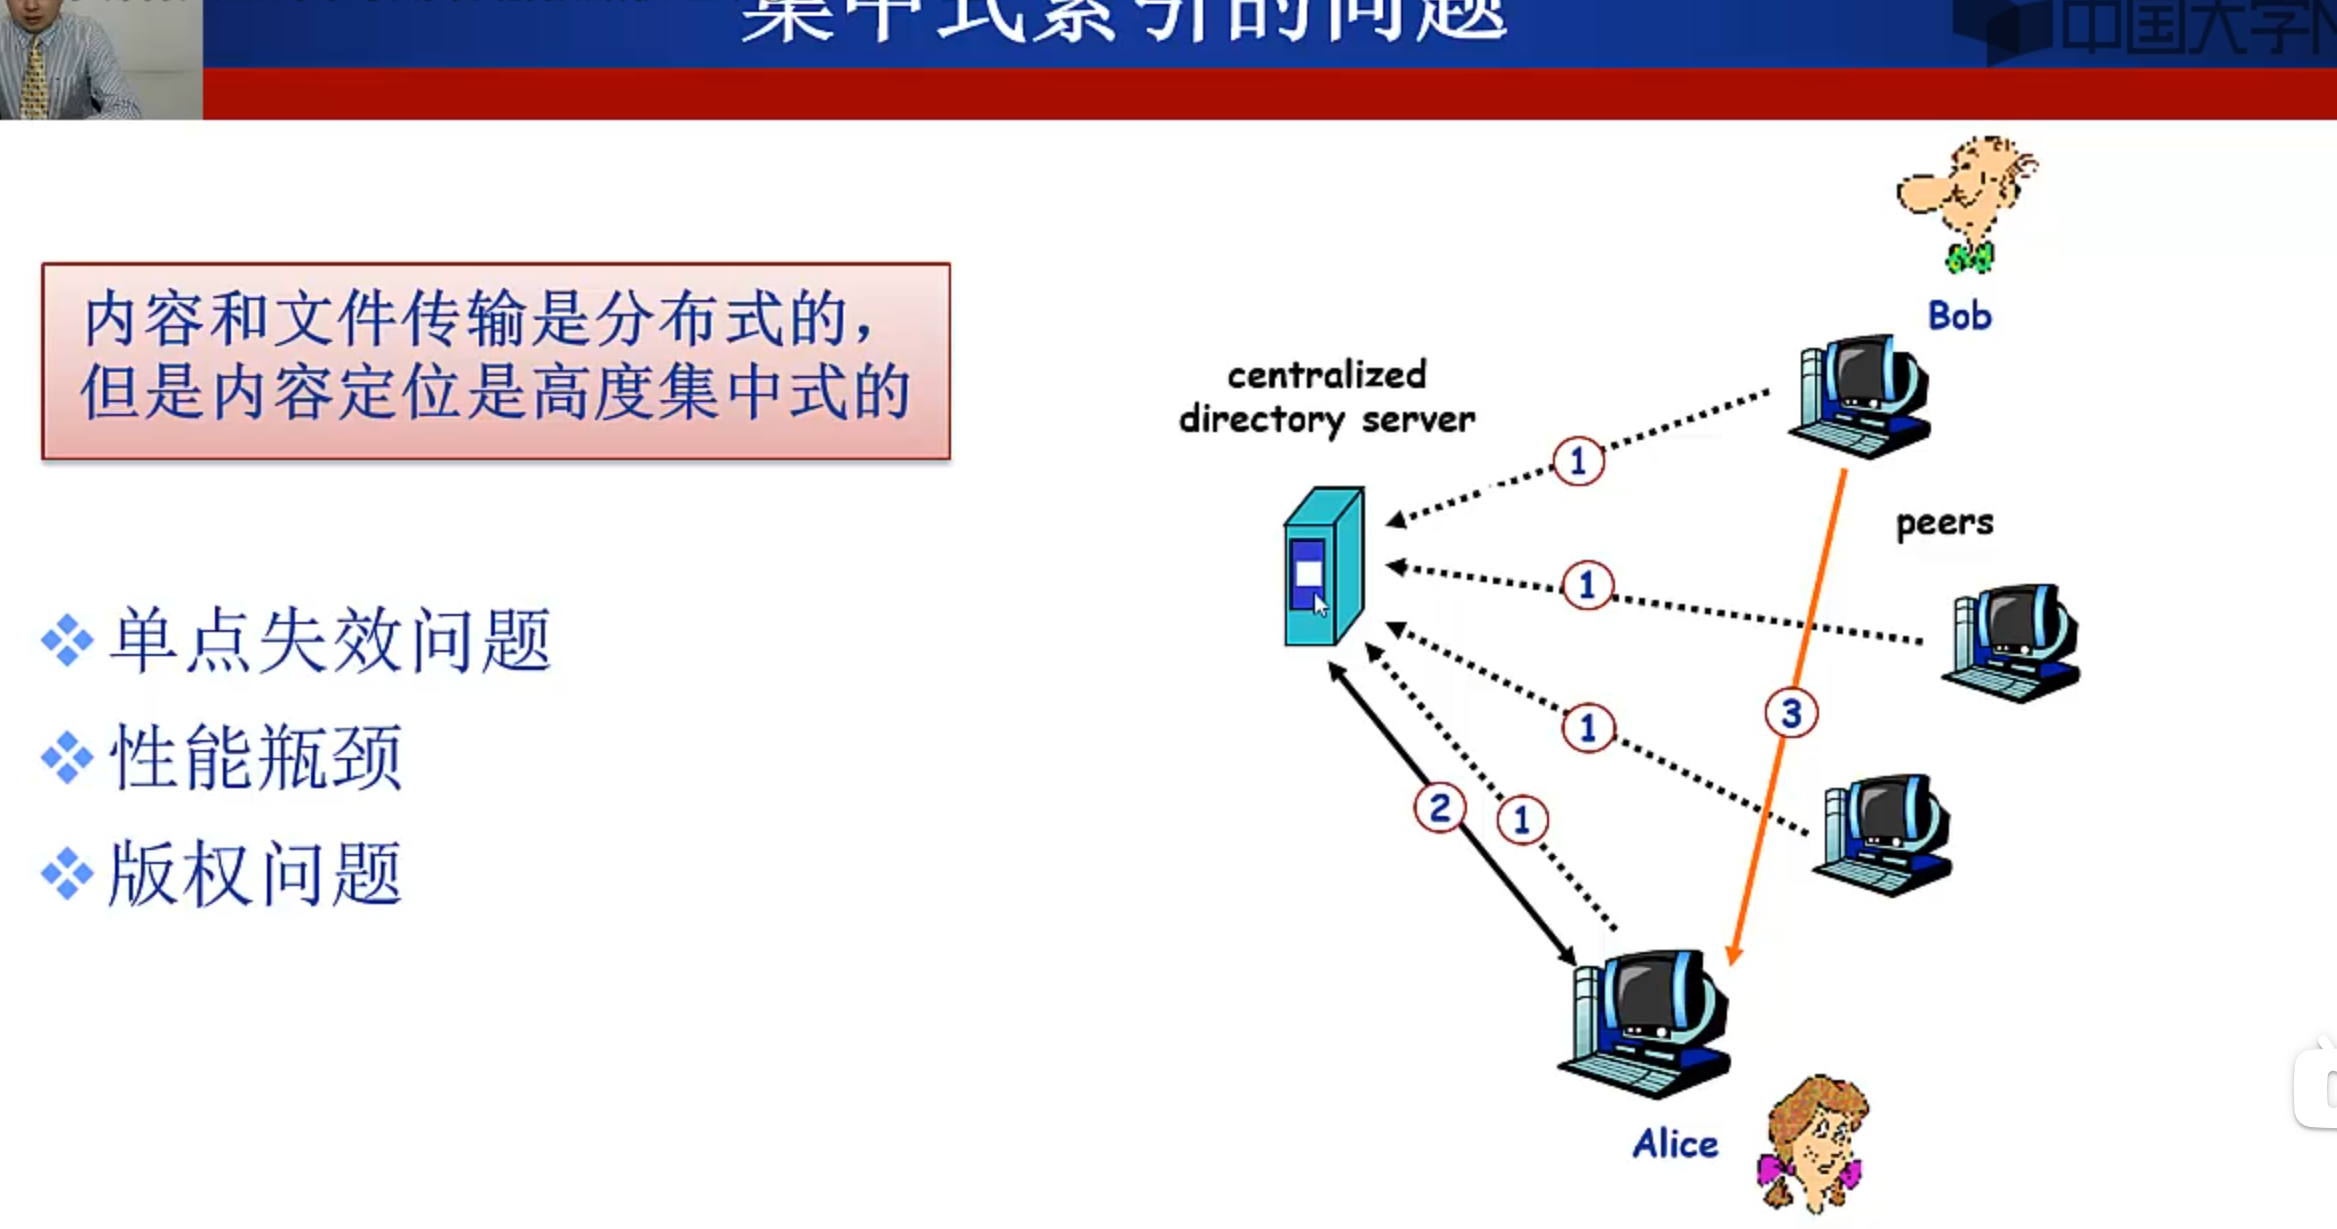 集中式索引的问题
中国大学
内容和文件传输是分布式的，
但是内容定位是高度集中式的
单点失效问题
性能瓶颈
版权问题
Bob
centralized
directory server
1
peers
1
1
3
2
1
Alice